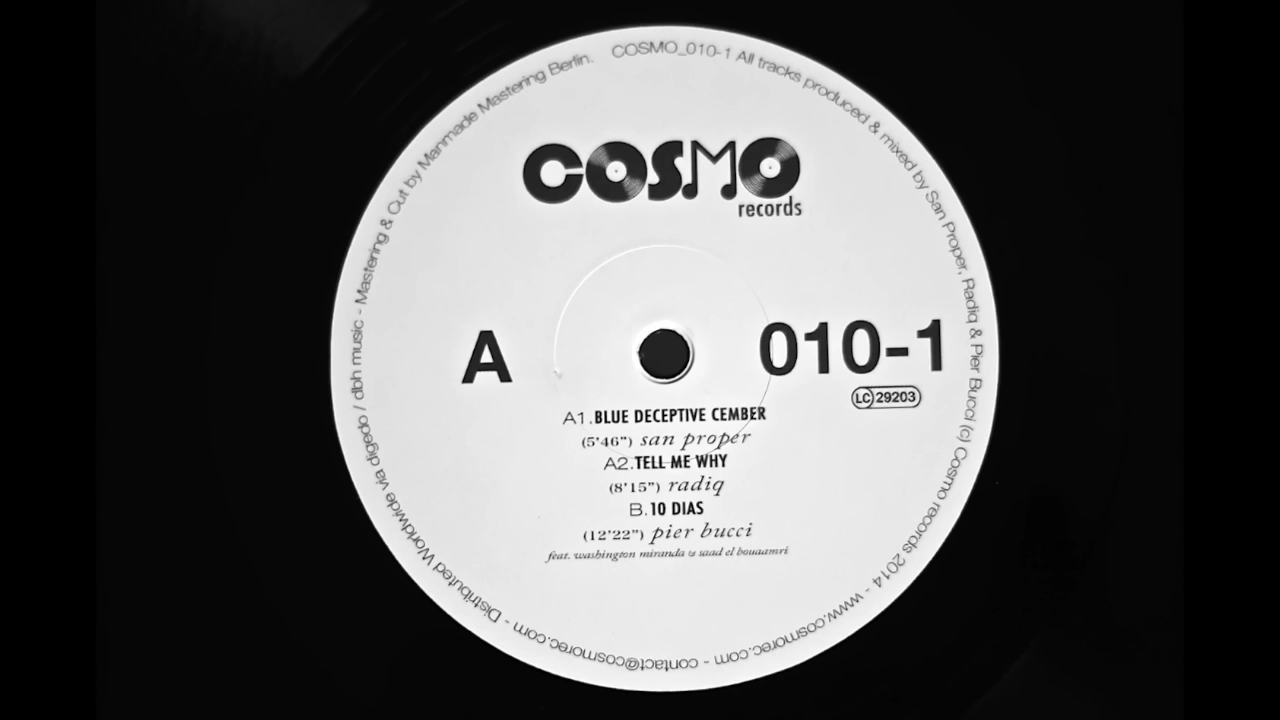 COSMO_010-1 All tracks produced & mixed by San Proper, Radiq & Pier Bucci (c) Cosmo records 2014 - www.cosmorec.com - contact@cosmorec.com - Distributed Worldwide via digedo / dbh music - Mastering & Cut by Manmade Mastering Berlin.
COSMO
records
A
010-1
LC 29203
A1.BLUE DECEPTIVE CEMBER
(5'46") san proper
A2.TELL ME WHY
(8'15") radiq
B.10 DIAS
(12'22") pier bucci
feat. washington miranda & saad el bouaamri